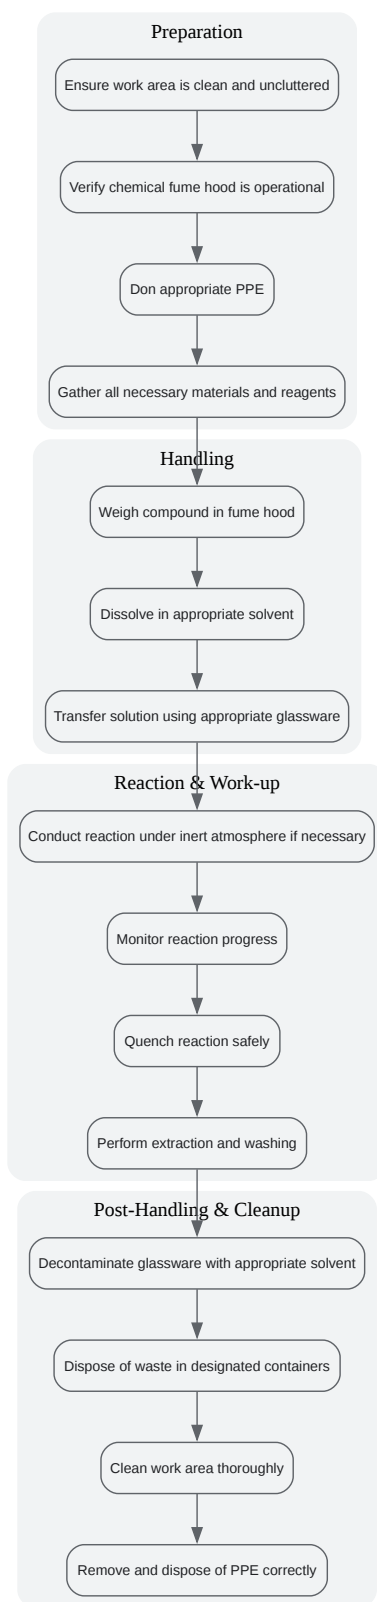 Preparation
Ensure work area is clean and uncluttered
Verify chemical fume hood is operational
Don appropriate PPE
Gather all necessary materials and reagents
Handling
Weigh compound in fume hood
Dissolve in appropriate solvent
Transfer solution using appropriate glassware
Reaction & Work-up
Conduct reaction under inert atmosphere if necessary
Monitor reaction progress
Quench reaction safely
Perform extraction and washing
Post-Handling & Cleanup
Decontaminate glassware with appropriate solvent
Dispose of waste in designated containers
Clean work area thoroughly
Remove and dispose of PPE correctly